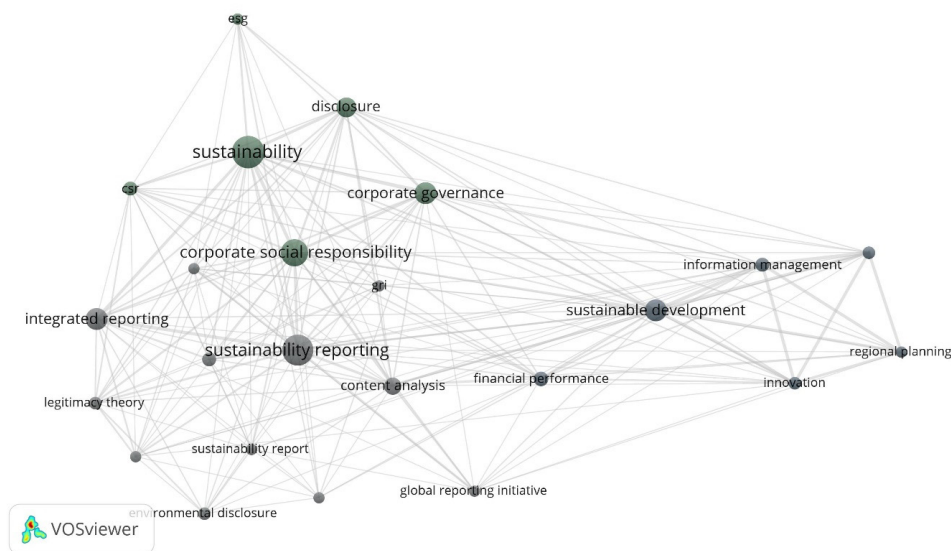 esg
disclosure
sustainability
csr
corporate governance
corporate social responsibility
information management
gri
sustainable development
integrated reporting
sustainability reporting
regional planning
financial performance
innovation
content analysis
legitimacy theory
sustainability report
global reporting initiative
environmental disclosure
VOSviewer